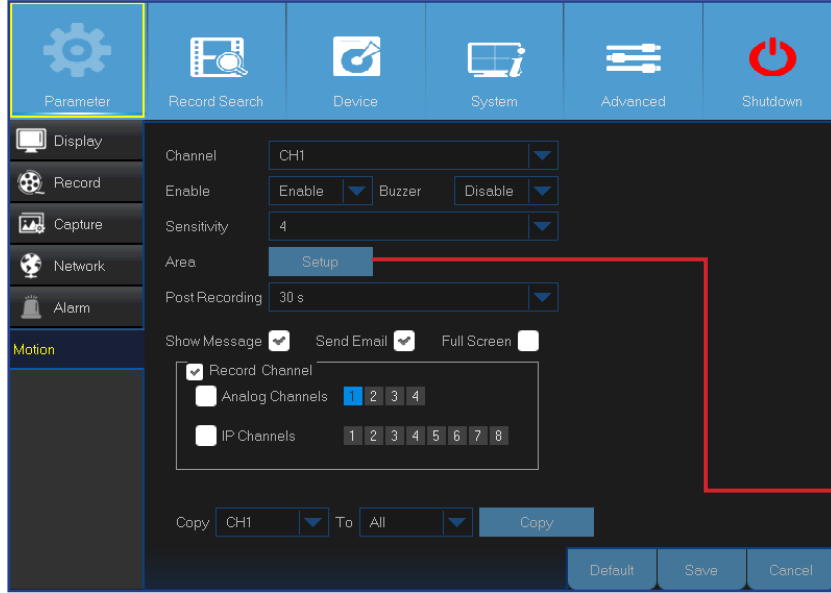 Parameter Record Search Device System Advanced Shutdown
Display
Record
Capture
Network
Alarm
Motion
Channel CH1
Enable Enable Buzzer Disable
Sensitivity 4
Area Setup
Post Recording 30 s
Show Message Send Email Full Screen
Record Channel
Analog Channels 1 2 3 4
IP Channels 1 2 3 4 5 6 7 8
Copy CH1 To All Copy
Default Save Cancel